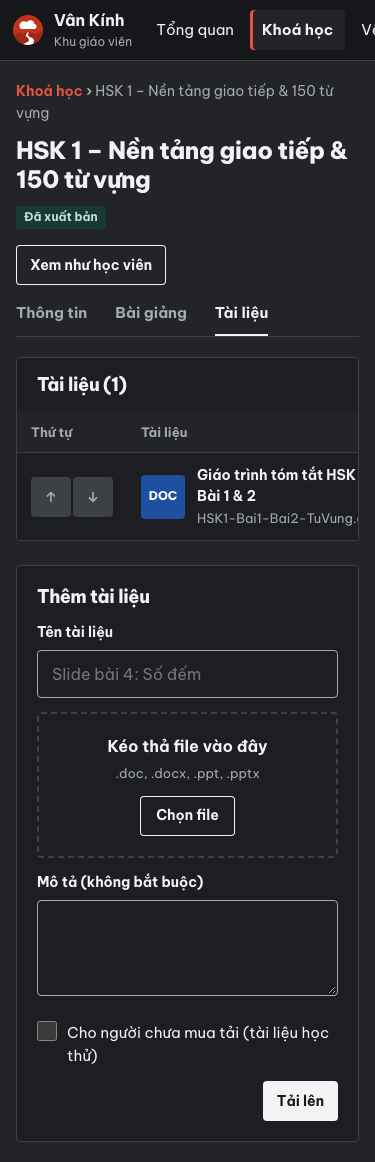 Vân Kính
Khu giáo viên
Tổng quan
Khoá học
Khoá học › HSK 1 – Nền tảng giao tiếp & 150 từ
vựng
HSK 1 – Nền tảng giao tiếp &
150 từ vựng
Đã xuất bản
Xem như học viên
Thông tin
Bài giảng
Tài liệu
Tài liệu (1)
Thứ tự
Tài liệu
↑
↓
DOC
Giáo trình tóm tắt HSK
Bài 1 & 2
HSK1-Bai1-Bai2-TuVung.
Thêm tài liệu
Tên tài liệu
Slide bài 4: Số đếm
Kéo thả file vào đây
.doc, .docx, .ppt, .pptx
Chọn file
Mô tả (không bắt buộc)
Cho người chưa mua tải (tài liệu học
thử)
Tải lên